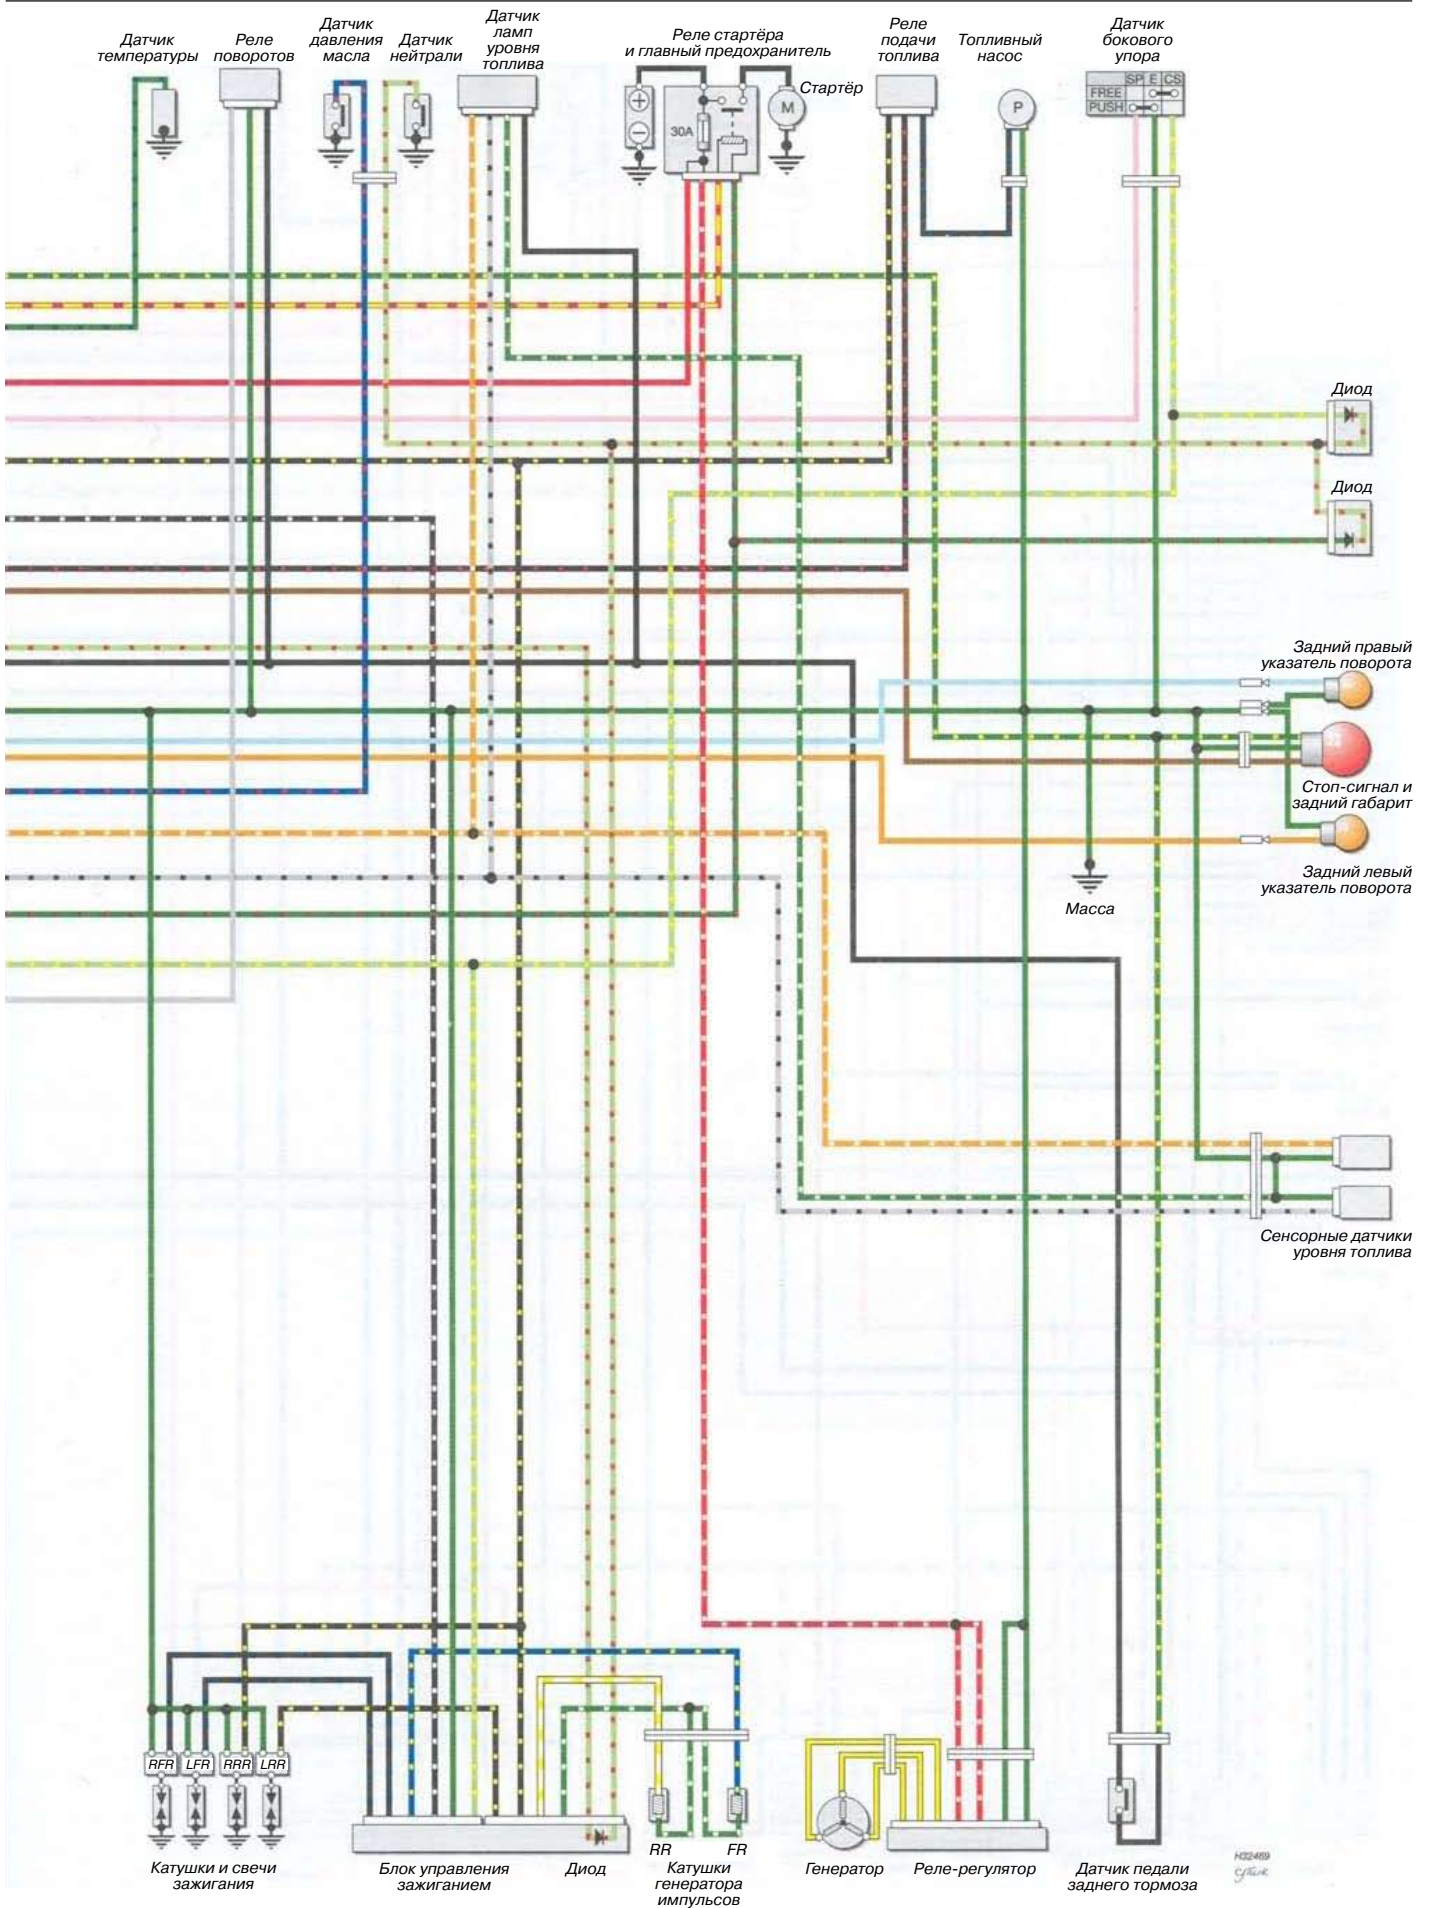 Датчик
температуры
Реле
поворотов
Датчик
давления
масла
Датчик
нейтрали
Датчик
ламп
уровня
топлива
Реле стартёра
и главный предохранитель
30A
M
Стартёр
Реле
подачи
топлива
Топливный
насос
P
Датчик
бокового
упора
SP E CS
FREE
PUSH
Диод
Диод
Задний правый
указатель поворота
Стоп-сигнал и
задний габарит
Задний левый
указатель поворота
Масса
Сенсорные датчики
уровня топлива
RFR LFR RRR LRR
Катушки и свечи
зажигания
Блок управления
зажиганием
Диод
RR
FR
Катушки
генератора
импульсов
Генератор
Реле-регулятор
Датчик педали
заднего тормоза
H32469